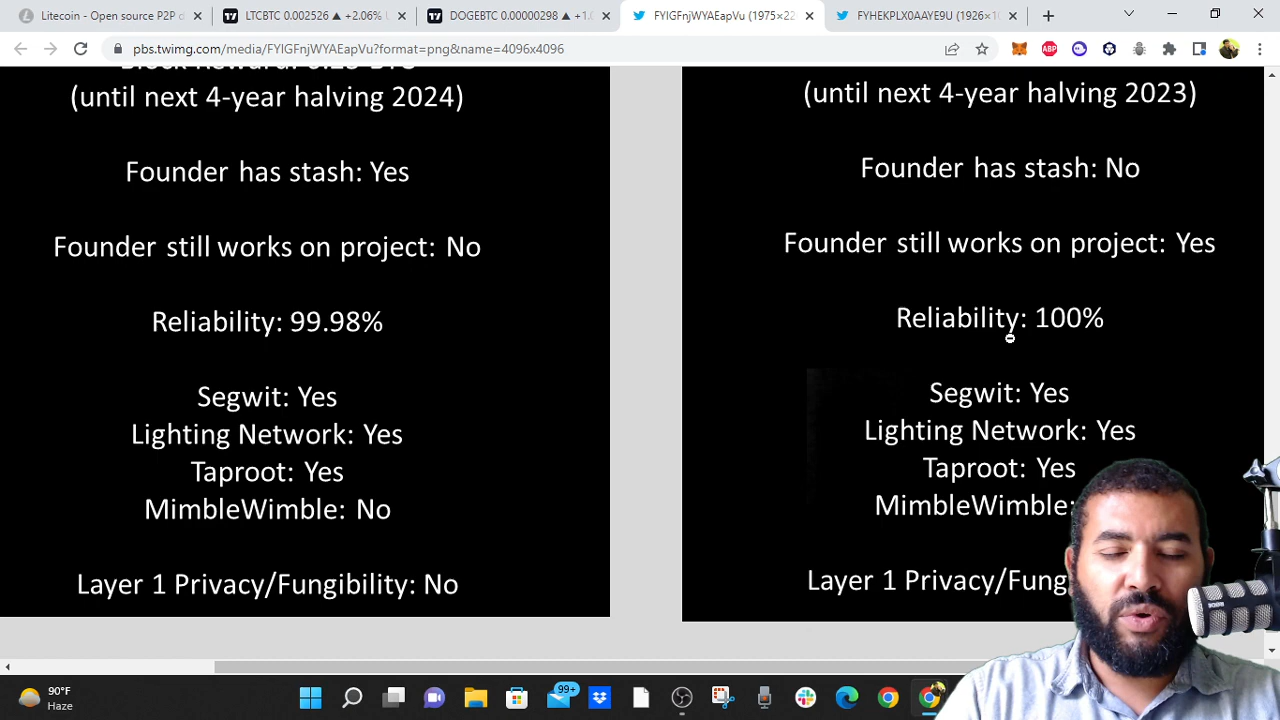 Litecoin - Open source P2P d
LTCBTC 0.002526 ▲ +2.06%
DOGEBTC 0.00000298 ▲ +1.
FYIGFnjWYAEapVu (1975×22
FYHEKPLX0AAYE9U (1926×1
pbs.twimg.com/media/FYIGFnjWYAEapVu?format=png&name=4096x4096
ABP
(until next 4-year halving 2024)
Founder has stash: Yes
Founder still works on project: No
Reliability: 99.98%
Segwit: Yes
Lighting Network: Yes
Taproot: Yes
MimbleWimble: No
Layer 1 Privacy/Fungibility: No
(until next 4-year halving 2023)
Founder has stash: No
Founder still works on project: Yes
Reliability: 100%
Segwit: Yes
Lighting Network: Yes
Taproot: Yes
MimbleWimble:
Layer 1 Privacy/Fung
90°F
Haze
99+